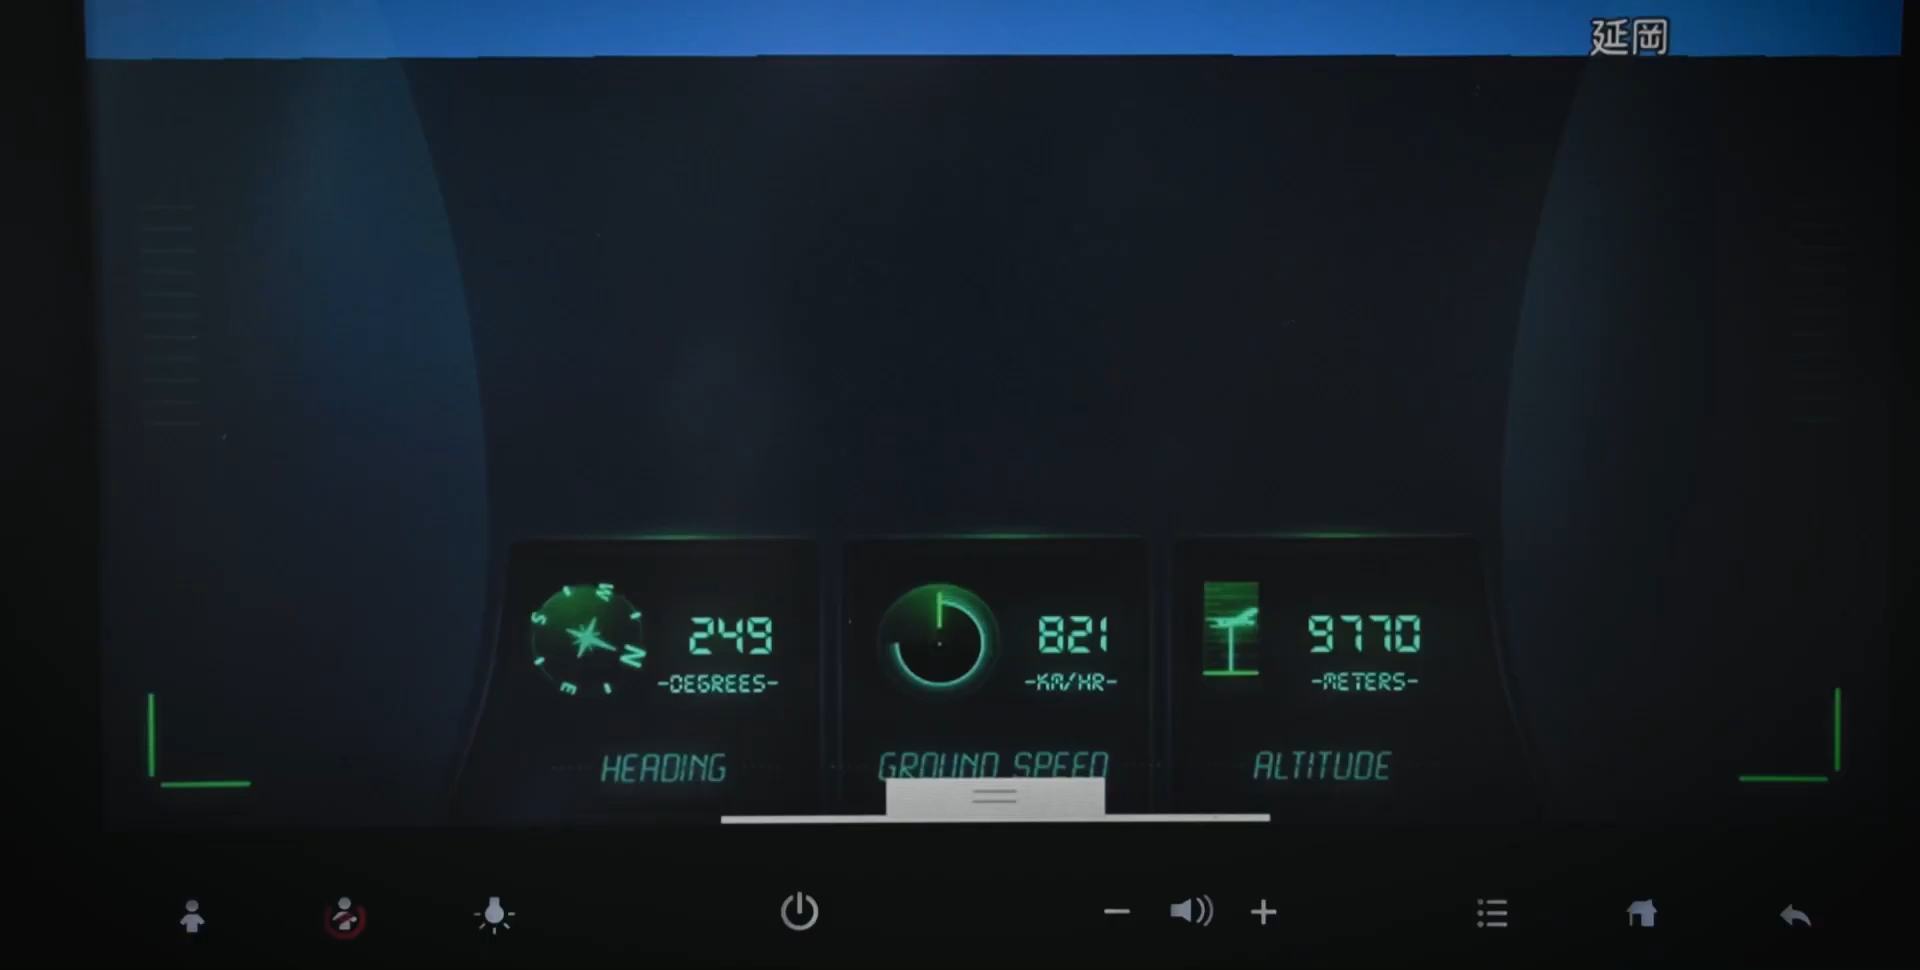 延岡
W
S
N
E
249
-DEGREES-
HEADING
821
-KM/HR-
GROUND SPEED
9770
-METERS-
ALTITUDE